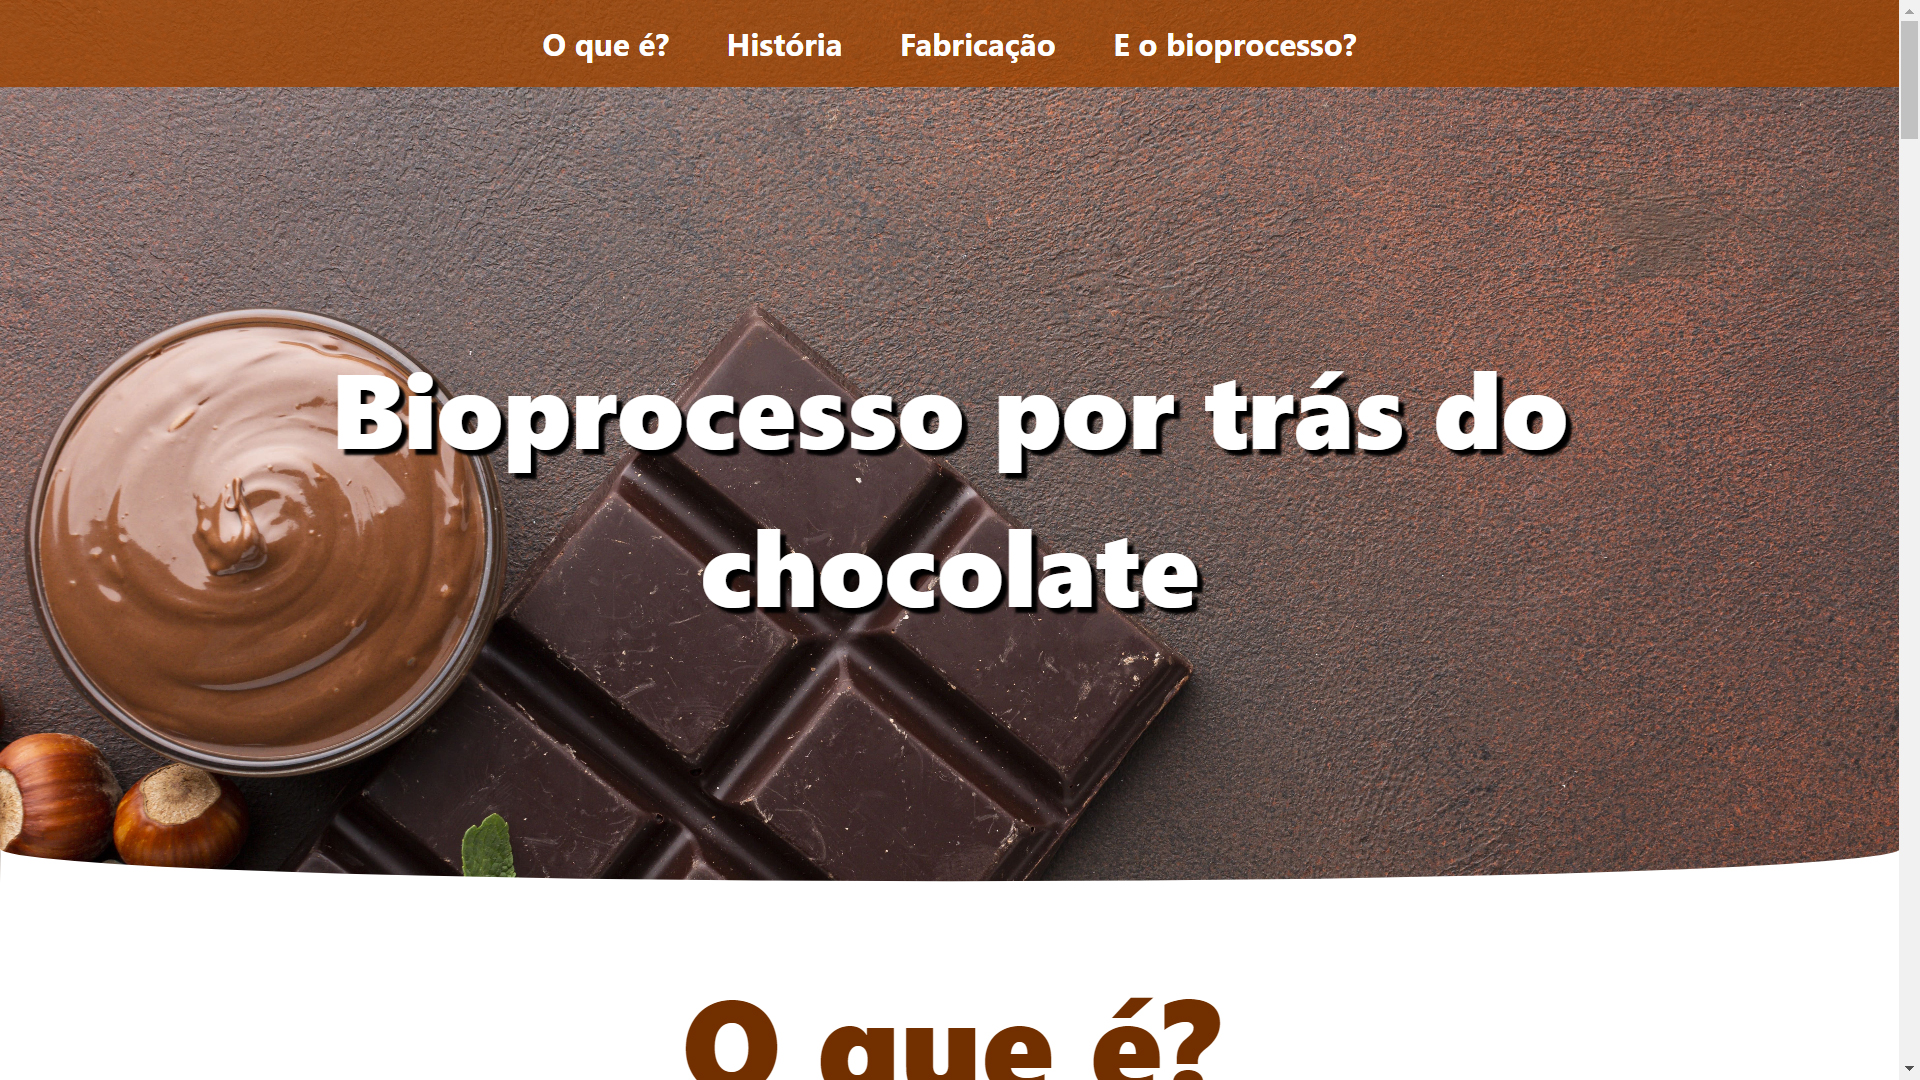 O que é? História Fabricação E o bioprocesso?
Bioprocesso por trás do
chocolate
O que é?